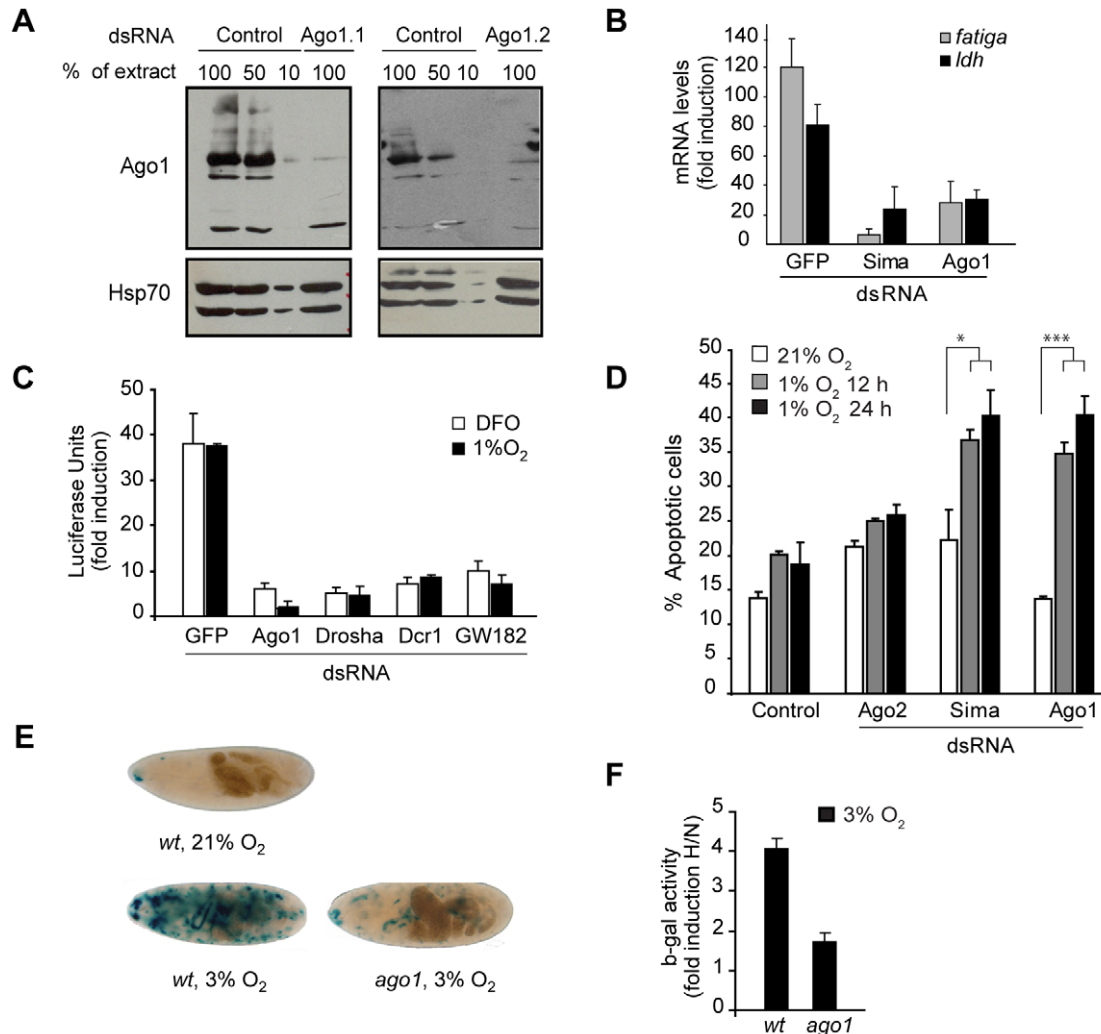 A
dsRNA Control Ago1.1 Control Ago1.2
% of extract 100 50 10 100 100 50 10 100
Ago1
Hsp70
B
mRNA levels
(fold induction)
140
120
100
80
60
40
20
0
fatiga
ldh
GFP Sima Ago1
dsRNA
C
Luciferase Units
(fold induction)
50
40
30
20
10
0
DFO
1%O₂
GFP Ago1 Drosha Dcr1 GW182
dsRNA
D
% Apoptotic cells
50
45
40
35
30
25
20
15
10
5
0
21% O₂
1% O₂ 12 h
1% O₂ 24 h
*
***
Control Ago2 Sima Ago1
dsRNA
E
wt, 21% O₂
wt, 3% O₂ ago1, 3% O₂
F
b-gal activity
(fold induction H/N)
5
4
3
2
1
0
3% O₂
wt ago1